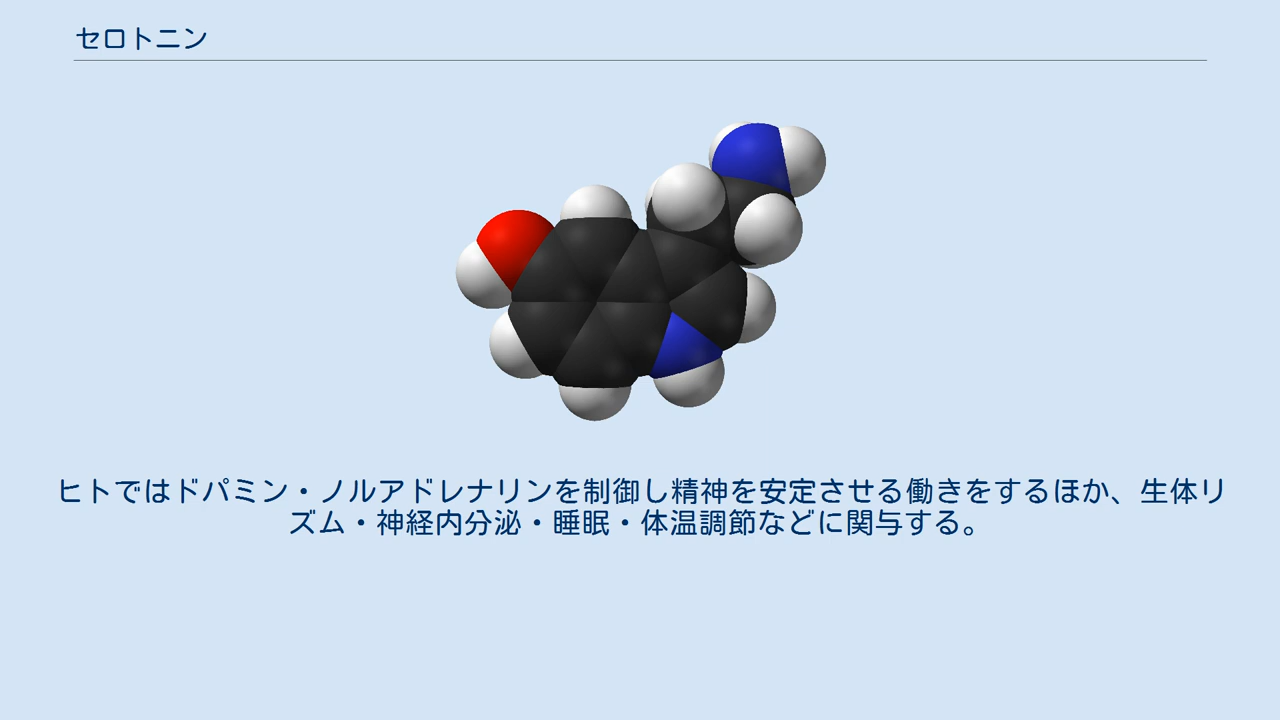 セロトニン
ヒトではドパミン・ノルアドレナリンを制御し精神を安定させる働きをするほか、生体リ
ズム・神経内分泌・睡眠・体温調節などに関与する。